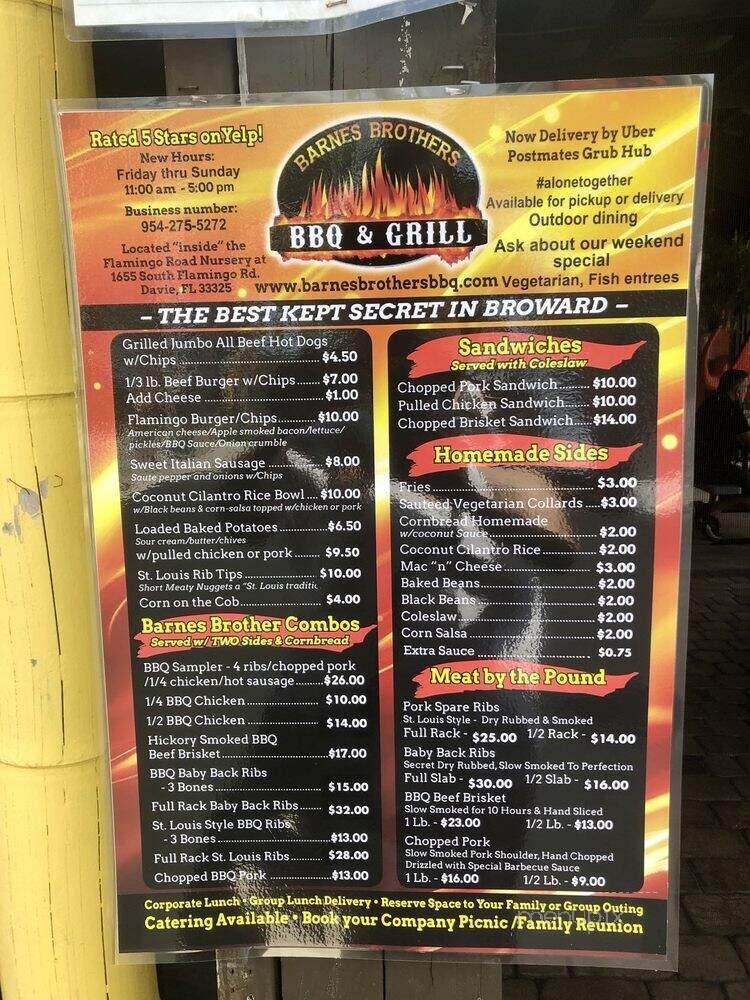 Rated 5 Stars on Yelp!
New Hours:
Friday thru Sunday
11:00 am - 5:00 pm
Business number:
954-275-5272
Located "inside" the
Flamingo Road Nursery at
1655 South Flamingo Rd.
Davie, FL 33325
BARNES BROTHERS
BBQ & GRILL
www.barnesbrothersbbq.com
Now Delivery by Uber
Postmates Grub Hub
#alonetogether
Available for pickup or delivery
Outdoor dining
Ask about our weekend
special
Vegetarian, Fish entrees
– THE BEST KEPT SECRET IN BROWARD –
Grilled Jumbo All Beef Hot Dogs
w/Chips $4.50
1/3 lb. Beef Burger w/Chips $7.00
Add Cheese $1.00
Flamingo Burger/Chips $10.00
American cheese/Apple smoked bacon/lettuce/
pickles/BBQ Sauce/Onion crumble
Sweet Italian Sausage $8.00
Saute pepper and onions w/Chips
Coconut Cilantro Rice Bowl $10.00
w/Black beans & corn-salsa topped w/chicken or pork
Loaded Baked Potatoes $6.50
Sour cream/butter/chives
w/pulled chicken or pork $9.50
St. Louis Rib Tips $10.00
Short Meaty Nuggets a "St. Louis traditic
Corn on the Cob $4.00
Barnes Brother Combos
Served w/ TWO Sides & Cornbread
BBQ Sampler - 4 ribs/chopped pork
/1/4 chicken/hot sausage $26.00
1/4 BBQ Chicken $10.00
1/2 BBQ Chicken $14.00
Hickory Smoked BBQ
Beef Brisket $17.00
BBQ Baby Back Ribs
- 3 Bones $15.00
Full Rack Baby Back Ribs $32.00
St. Louis Style BBQ Ribs
- 3 Bones $13.00
Full Rack St. Louis Ribs $28.00
Chopped BBQ Pork $13.00
Sandwiches
Served with Coleslaw
Chopped Pork Sandwich $10.00
Pulled Chicken Sandwich $10.00
Chopped Brisket Sandwich $14.00
Homemade Sides
Fries $3.00
Sauteed Vegetarian Collards $3.00
Cornbread Homemade
w/coconut Sauce $2.00
Coconut Cilantro Rice $2.00
Mac "n" Cheese $3.00
Baked Beans $2.00
Black Beans $2.00
Coleslaw $2.00
Corn Salsa $2.00
Extra Sauce $0.75
Meat by the Pound
Pork Spare Ribs
St. Louis Style - Dry Rubbed & Smoked
Full Rack - $25.00 1/2 Rack - $14.00
Baby Back Ribs
Secret Dry Rubbed, Slow Smoked To Perfection
Full Slab - $30.00 1/2 Slab - $16.00
BBQ Beef Brisket
Slow Smoked for 10 Hours & Hand Sliced
1 Lb. - $23.00 1/2 Lb. - $13.00
Chopped Pork
Slow Smoked Pork Shoulder, Hand Chopped
Drizzled with Special Barbecue Sauce
1 Lb. - $16.00 1/2 Lb. - $9.00
Corporate Lunch • Group Lunch Delivery • Reserve Space to Your Family or Group Outing
Catering Available • Book your Company Picnic /Family Reunion